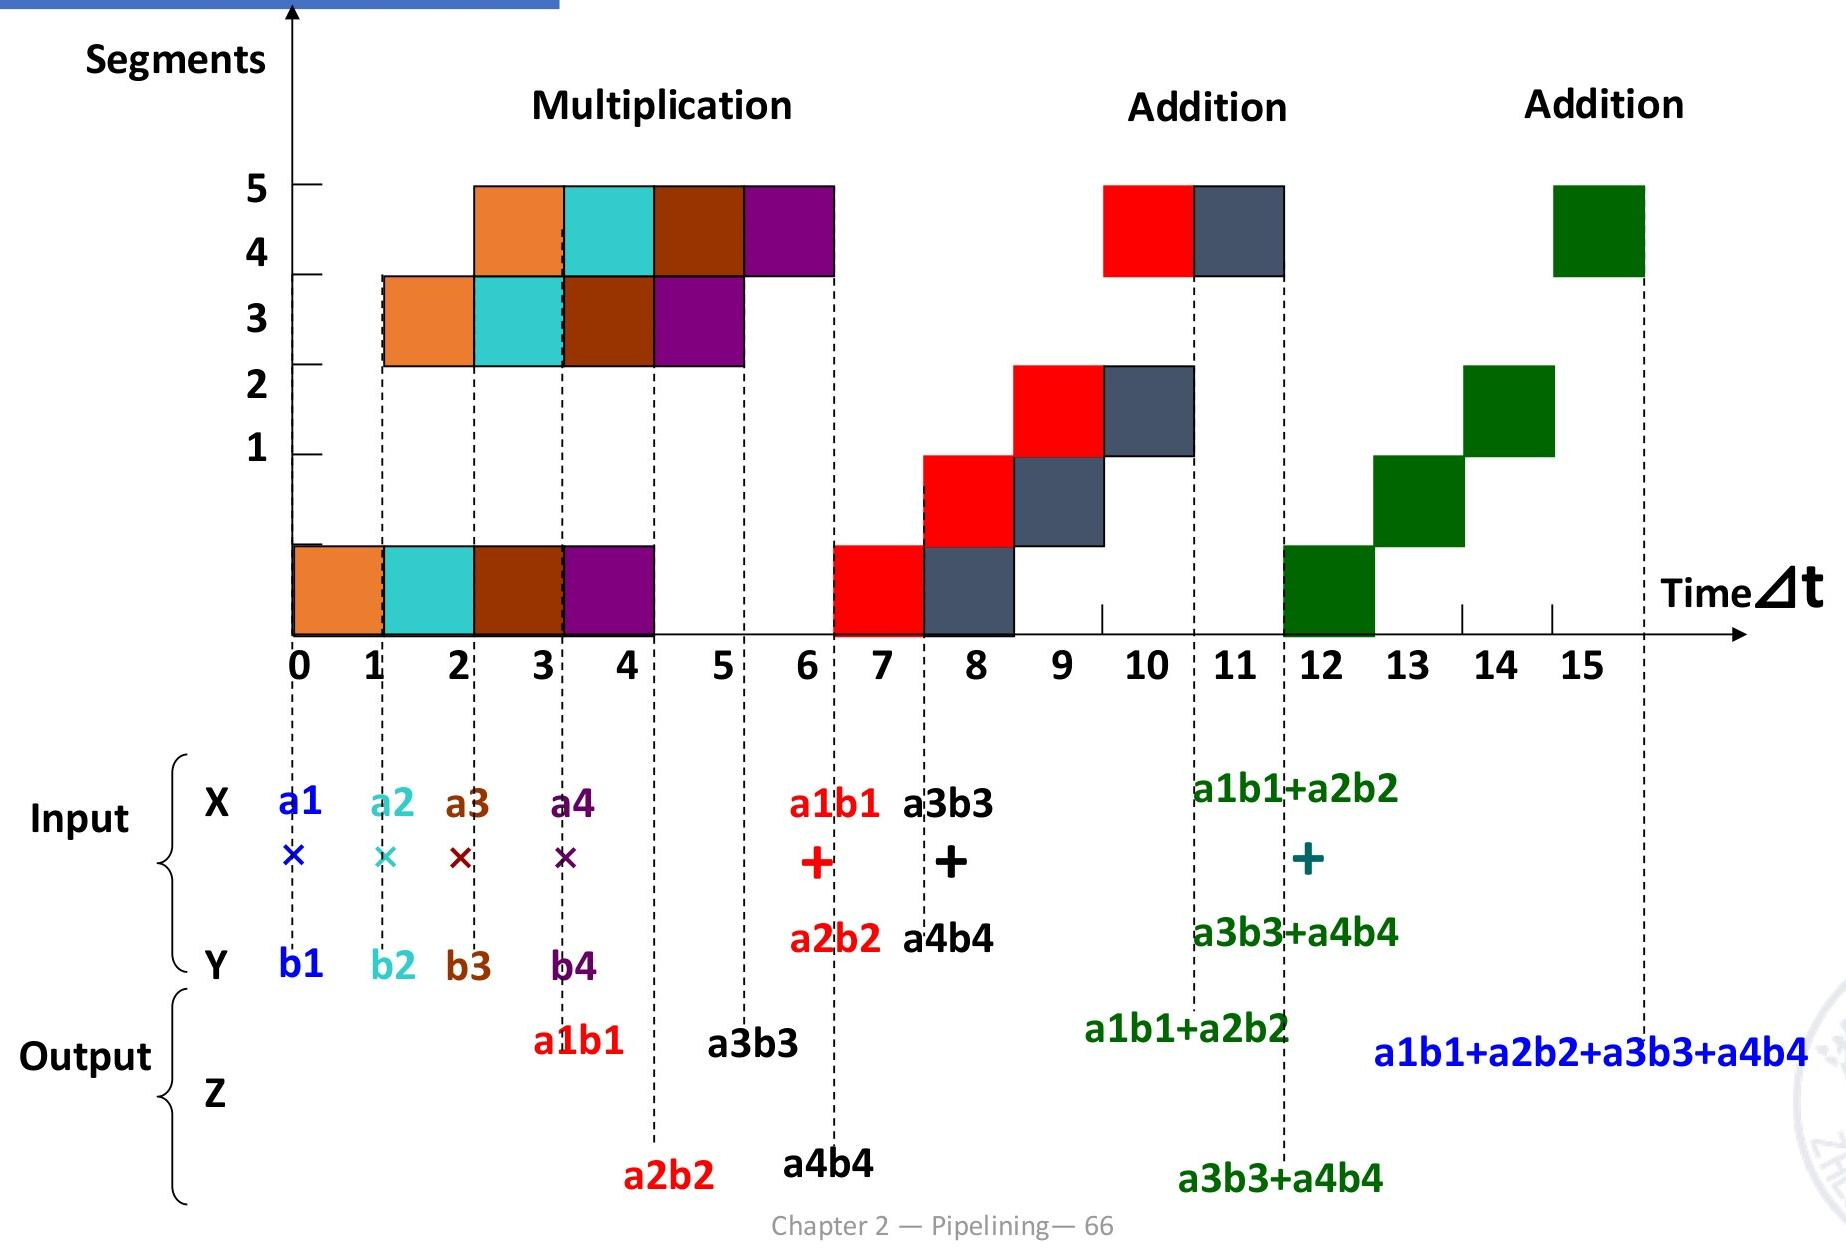 Segments
Multiplication
Addition
Addition
5
4
3
2
1
Time⊿t
0 1 2 3 4 5 6 7 8 9 10 11 12 13 14 15
Input
X a1 a2 a3 a4 a1b1 a3b3 a1b1+a2b2
× × × × + + +
a2b2 a4b4 a3b3+a4b4
Y b1 b2 b3 b4
Output
a1b1 a3b3 a1b1+a2b2 a1b1+a2b2+a3b3+a4b4
Z
a2b2 a4b4 a3b3+a4b4
Chapter 2 — Pipelining— 66